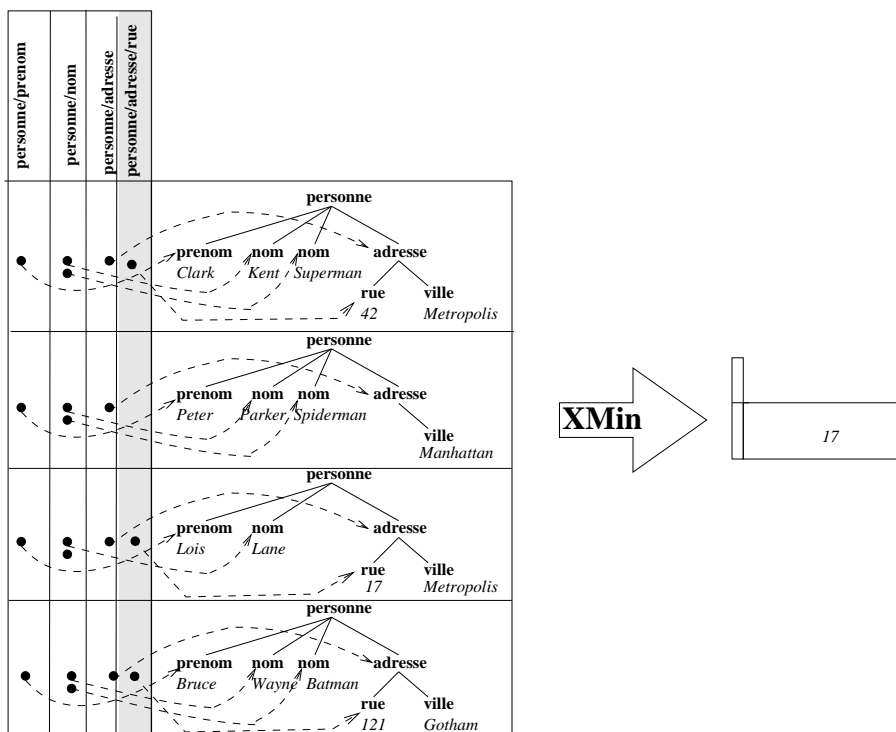 personne/prenom
personne/nom
personne/adresse
personne/adresse/rue
personne
prenom nom nom adresse
Clark Kent Superman
rue ville
42 Metropolis
personne
prenom nom nom adresse
Peter Parker Spiderman
ville
Manhattan
personne
prenom nom adresse
Lois Lane
rue ville
17 Metropolis
personne
prenom nom nom adresse
Bruce Wayne Batman
rue ville
121 Gotham
XMin
17